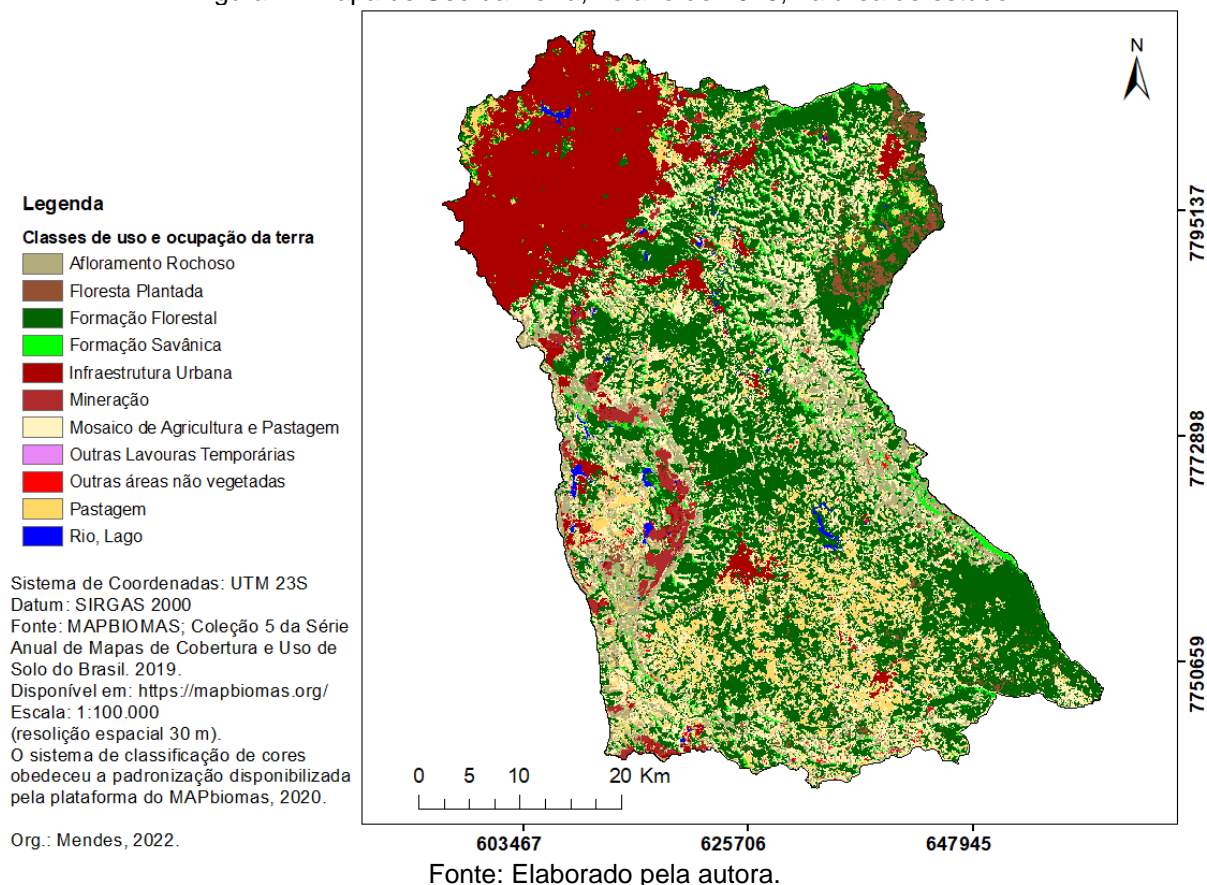 N
Legenda
Classes de uso e ocupação da terra
Afloramento Rochoso
Floresta Plantada
Formação Florestal
Formação Savânica
Infraestrutura Urbana
Mineração
Mosaico de Agricultura e Pastagem
Outras Lavouras Temporárias
Outras áreas não vegetadas
Pastagem
Rio, Lago
Sistema de Coordenadas: UTM 23S
Datum: SIRGAS 2000
Fonte: MAPBIOMAS; Coleção 5 da Série
Anual de Mapas de Cobertura e Uso de
Solo do Brasil. 2019.
Disponível em: https://mapbiomas.org/
Escala: 1:100.000
(resolução espacial 30 m).
O sistema de classificação de cores
obedeceu a padronização disponibilizada
pela plataforma do MAPbiomas, 2020.
Org.: Mendes, 2022.
0 5 10 20 Km
7795137
7772898
7750659
603467 625706 647945
Fonte: Elaborado pela autora.